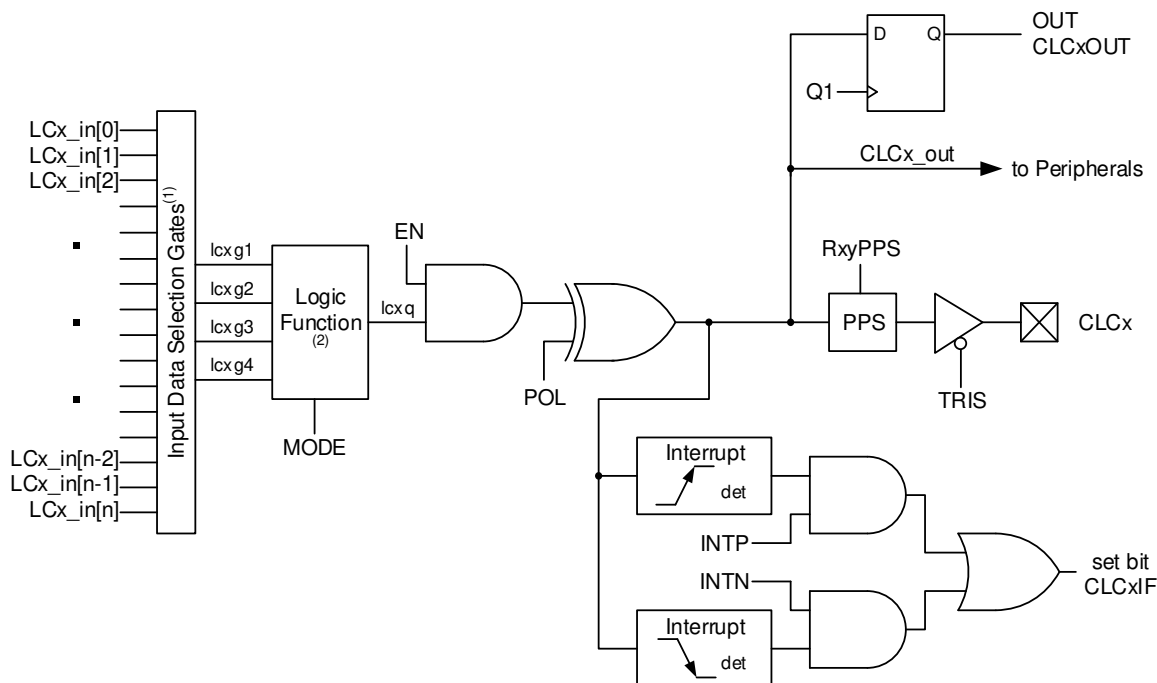 OUT
CLCxOUT
D
Q
Q1
CLCx_out
to Peripherals
LCx_in[0]
LCx_in[1]
LCx_in[2]
Input Data Selection Gates(1)
lcxg1
lcxg2
lcxg3
lcxg4
Logic
Function
(2)
MODE
EN
lcxq
POL
RxyPPS
PPS
CLCx
TRIS
LCx_in[n-2]
LCx_in[n-1]
LCx_in[n]
Interrupt
det
INTP
INTN
Interrupt
det
set bit
CLCxIF